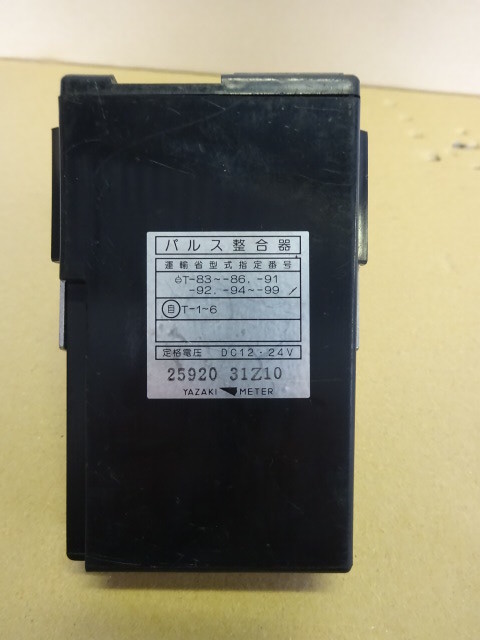 パルス整合器
運輸省型式指定番号
T-83~-86. -91
-92. -94~-99 /
自 T-1~6
定格電圧 DC12・24V
25920 31Z10
YAZAKI METER